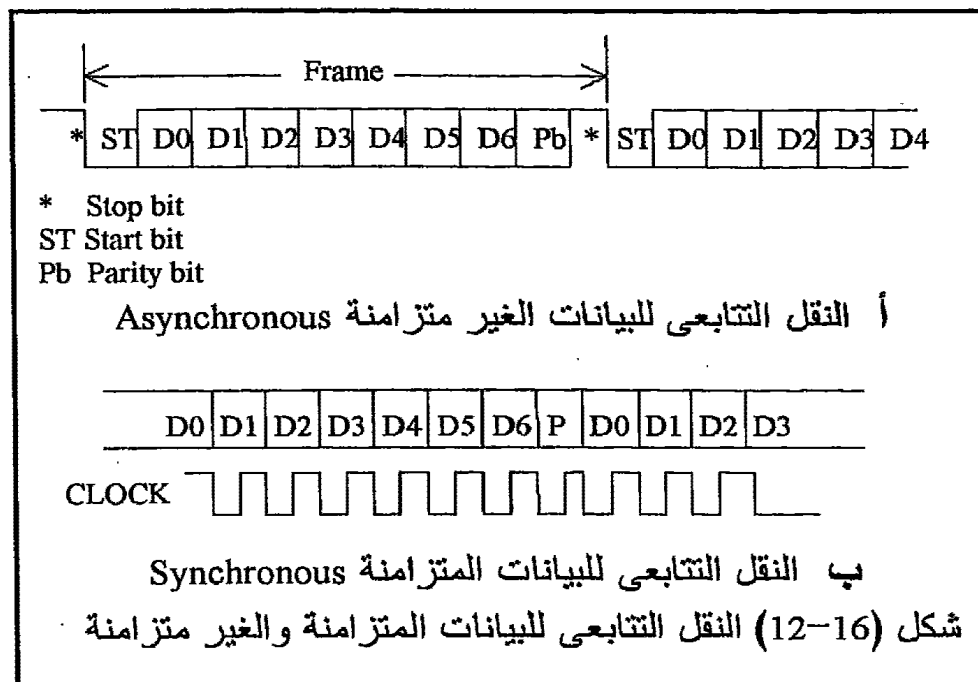 Frame
* ST D0 D1 D2 D3 D4 D5 D6 Pb * ST D0 D1 D2 D3 D4
* Stop bit
ST Start bit
Pb Parity bit
أ النقل التتابعى للبيانات الغير متزامنة Asynchronous
D0 D1 D2 D3 D4 D5 D6 P D0 D1 D2 D3
CLOCK
ب النقل التتابعى للبيانات المتزامنة Synchronous
شكل (16-12) النقل التتابعى للبيانات المتزامنة والغير متزامنة